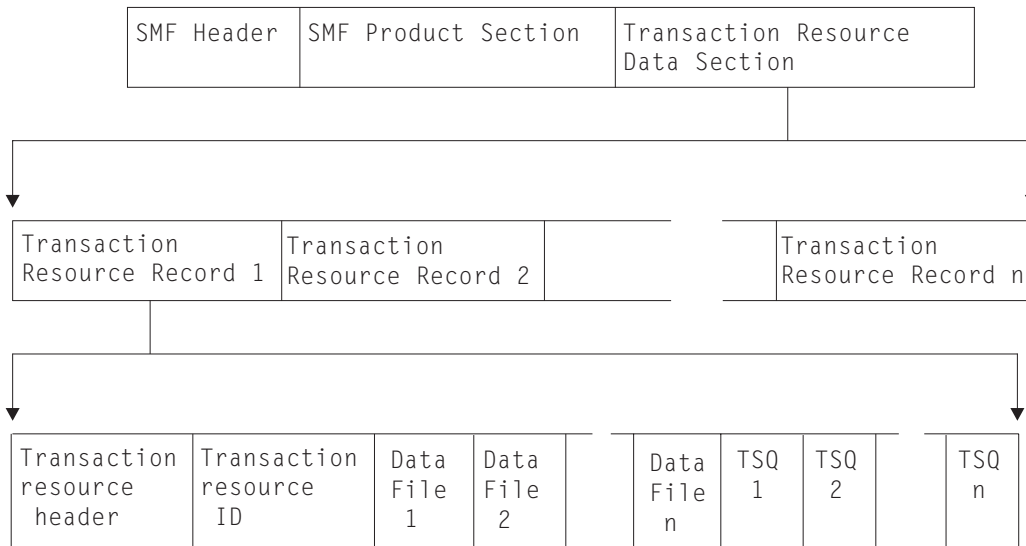 SMF Header
SMF Product Section
Transaction Resource
Data Section
Transaction
Resource Record 1
Transaction
Resource Record 2
Transaction
Resource Record n
Transaction
resource
header
Transaction
resource
ID
Data
File
1
Data
File
2
Data
File
n
TSQ
1
TSQ
2
TSQ
n